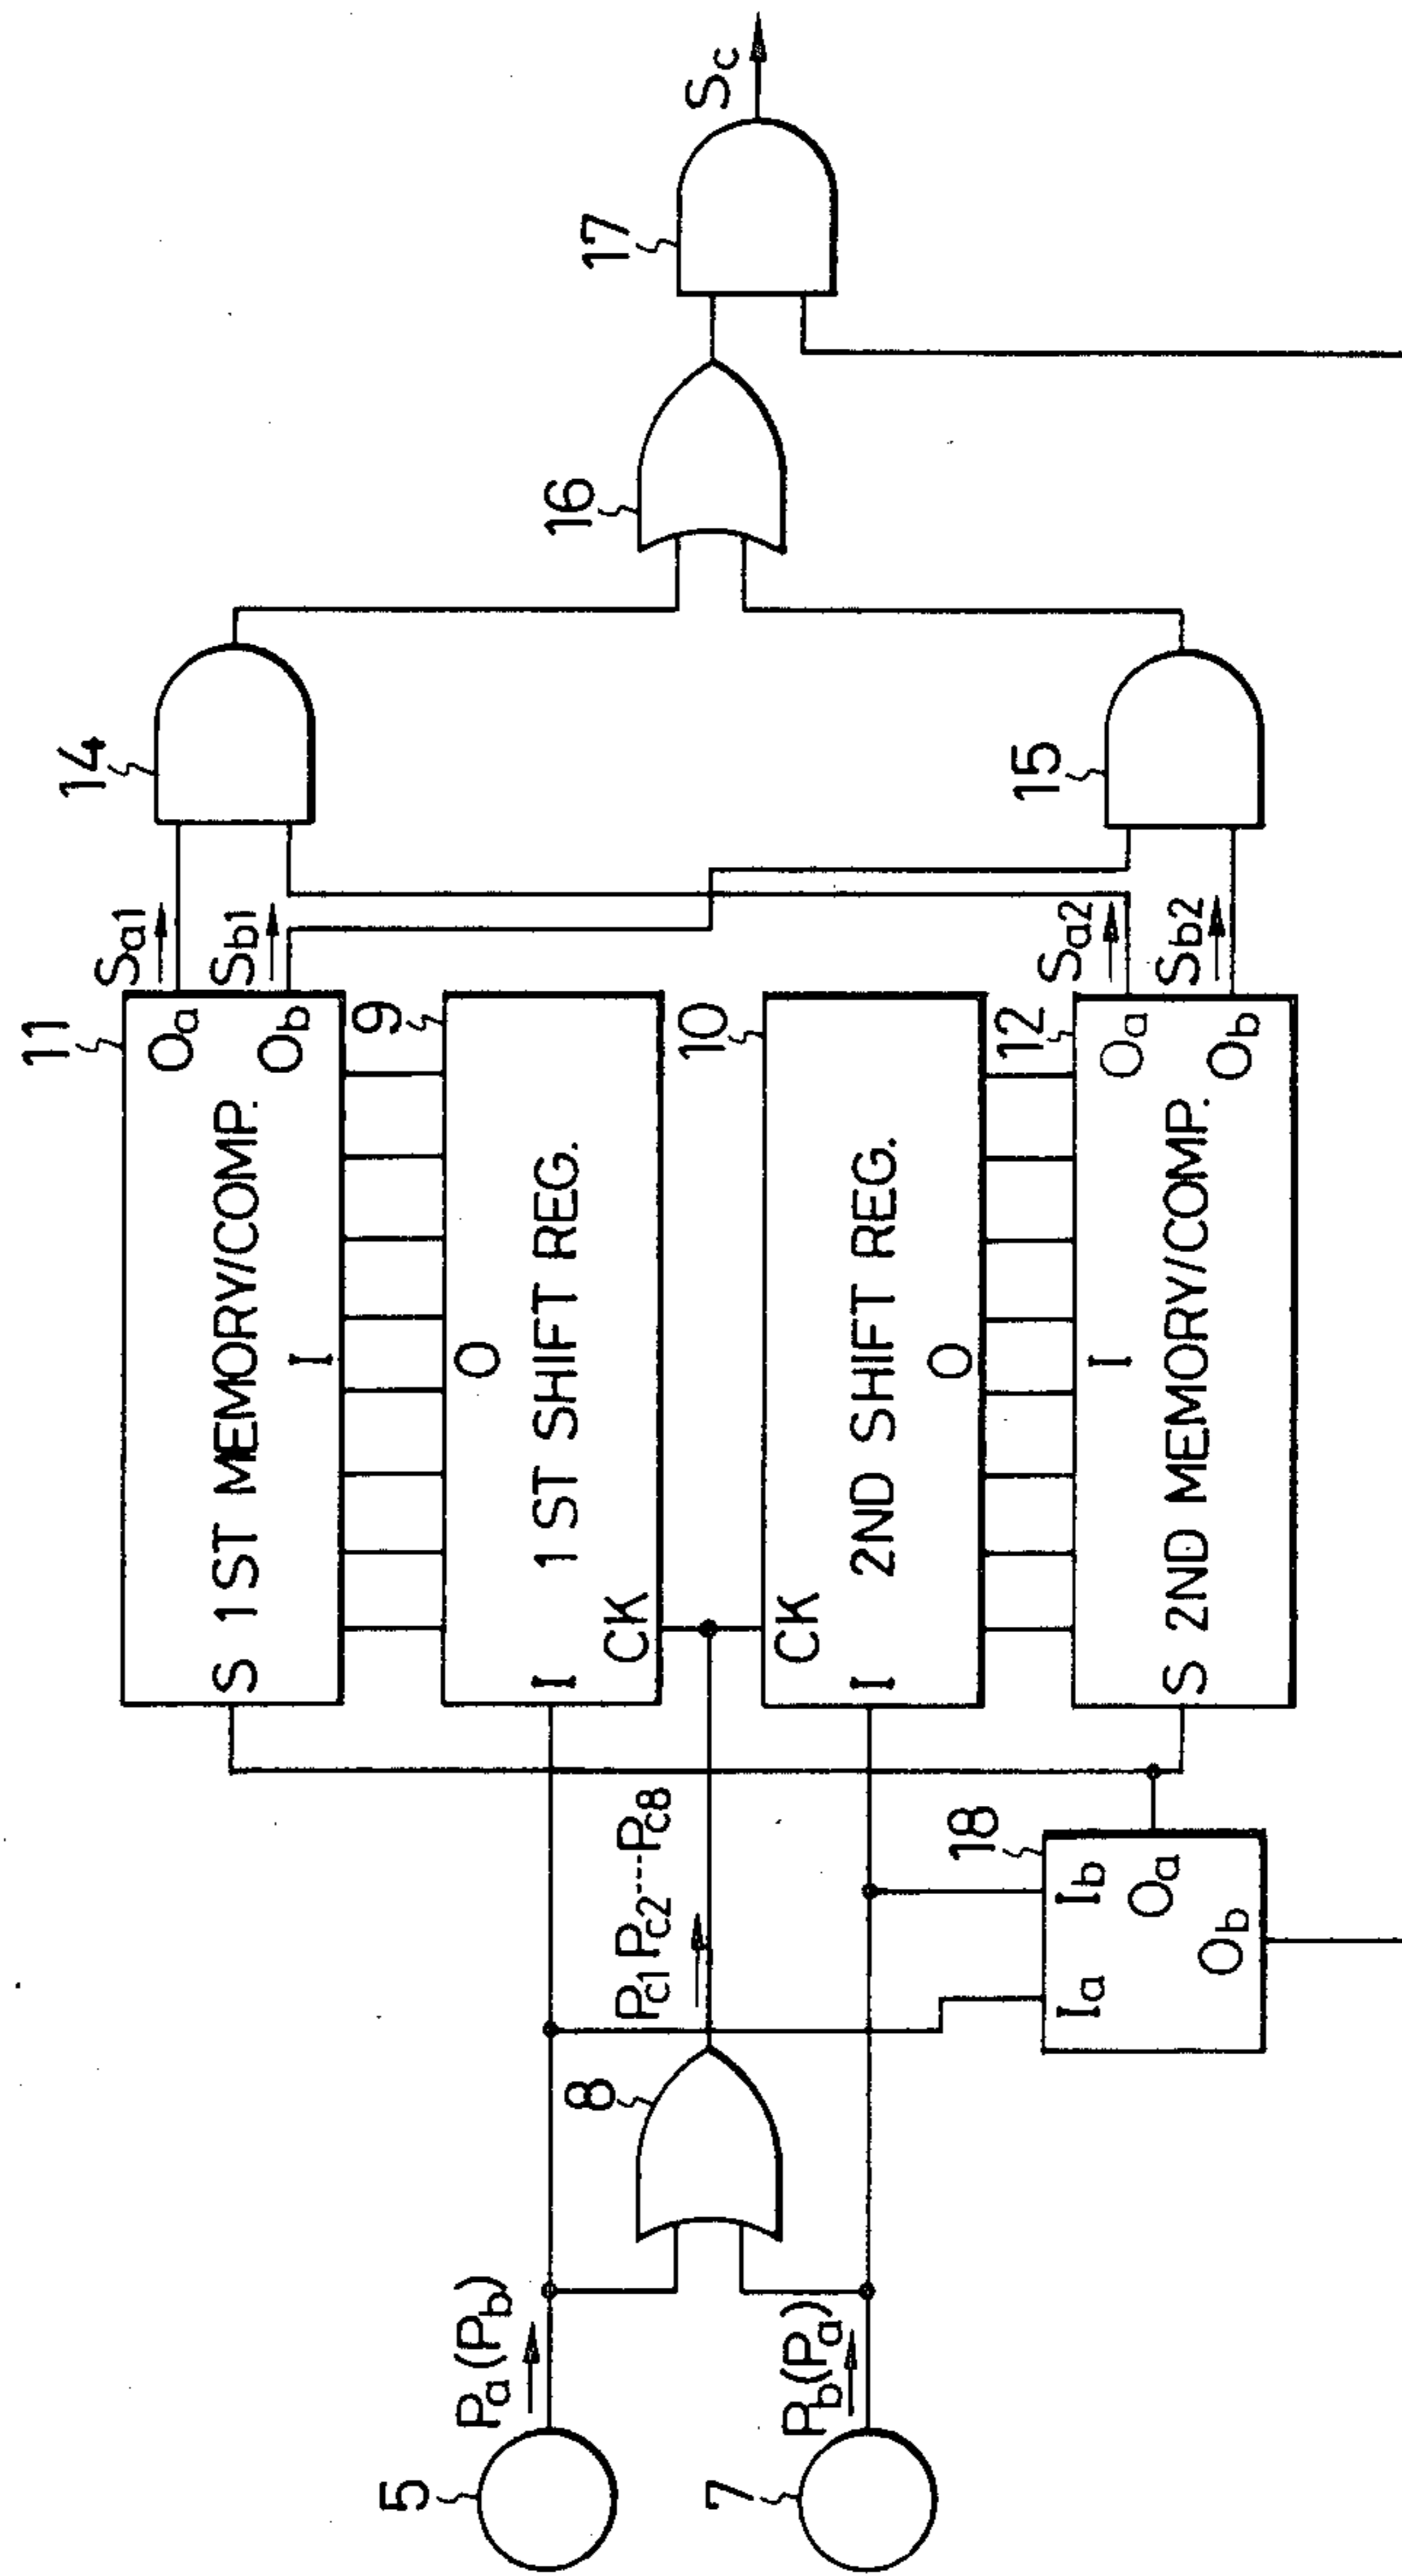 11
S 1ST MEMORY/COMP.
Oa
Ob
I
Sa1
Sb1
14
9
O
1ST SHIFT REG.
I
CK
5
Pa(Pb)
8
Pc1 Pc2----Pc8
16
17
Sc
7
Pb(Pa)
10
CK
I
2ND SHIFT REG.
O
12
I
S 2ND MEMORY/COMP.
Oa
Ob
Sa2
Sb2
15
18
Ia
Ib
Oa
Ob